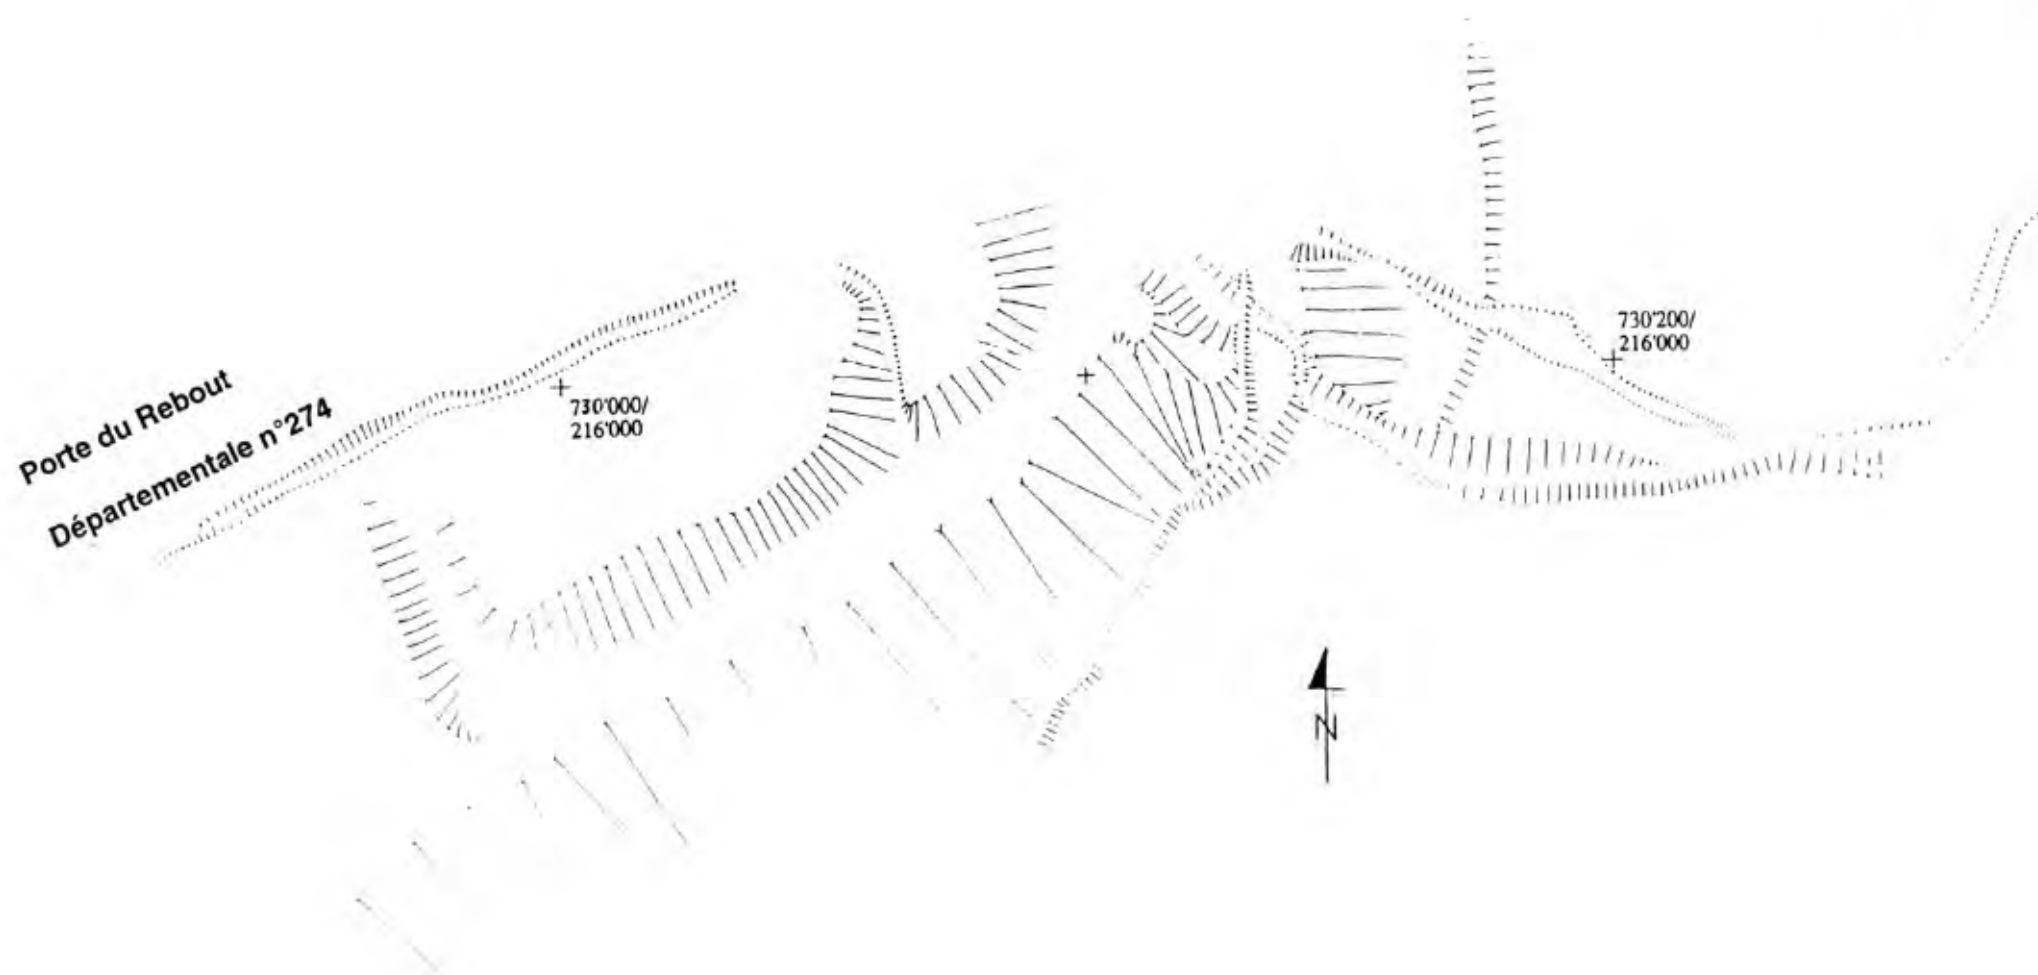 Porte du Rebout
Départementale n°274
730'000/
216'000
730'200/
216'000
N